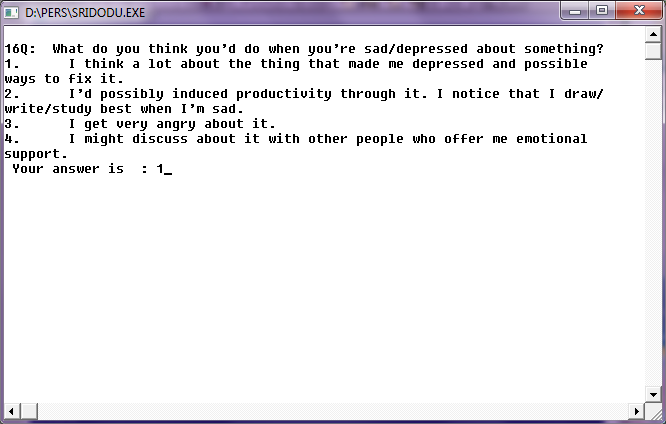 D:\PERS\SRIDODU.EXE
16Q:  What do you think you’d do when you’re sad/depressed about something?
1.      I think a lot about the thing that made me depressed and possible
ways to fix it.
2.      I’d possibly induced productivity through it. I notice that I draw/
write/study best when I’m sad.
3.      I get very angry about it.
4.      I might discuss about it with other people who offer me emotional
support.
 Your answer is  : 1_